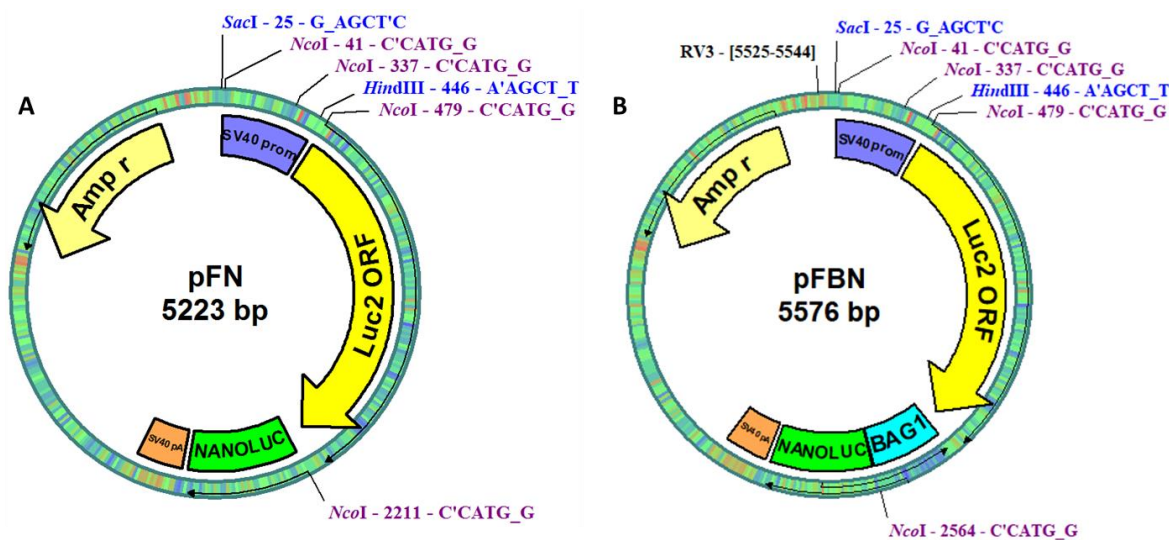 A
SacI - 25 - G_AGCT'C
NcoI - 41 - C'CATG_G
NcoI - 337 - C'CATG_G
HindIII - 446 - A'AGCT_T
NcoI - 479 - C'CATG_G
SV40 prom
Amp r
Luc2 ORF
pFN
5223 bp
SV40 pA
NANOLUC
NcoI - 2211 - C'CATG_G
B
RV3 - [5525-5544]
SacI - 25 - G_AGCT'C
NcoI - 41 - C'CATG_G
NcoI - 337 - C'CATG_G
HindIII - 446 - A'AGCT_T
NcoI - 479 - C'CATG_G
SV40 prom
Amp r
Luc2 ORF
pFBN
5576 bp
SV40 pA
NANOLUC
BAG1
NcoI - 2564 - C'CATG_G